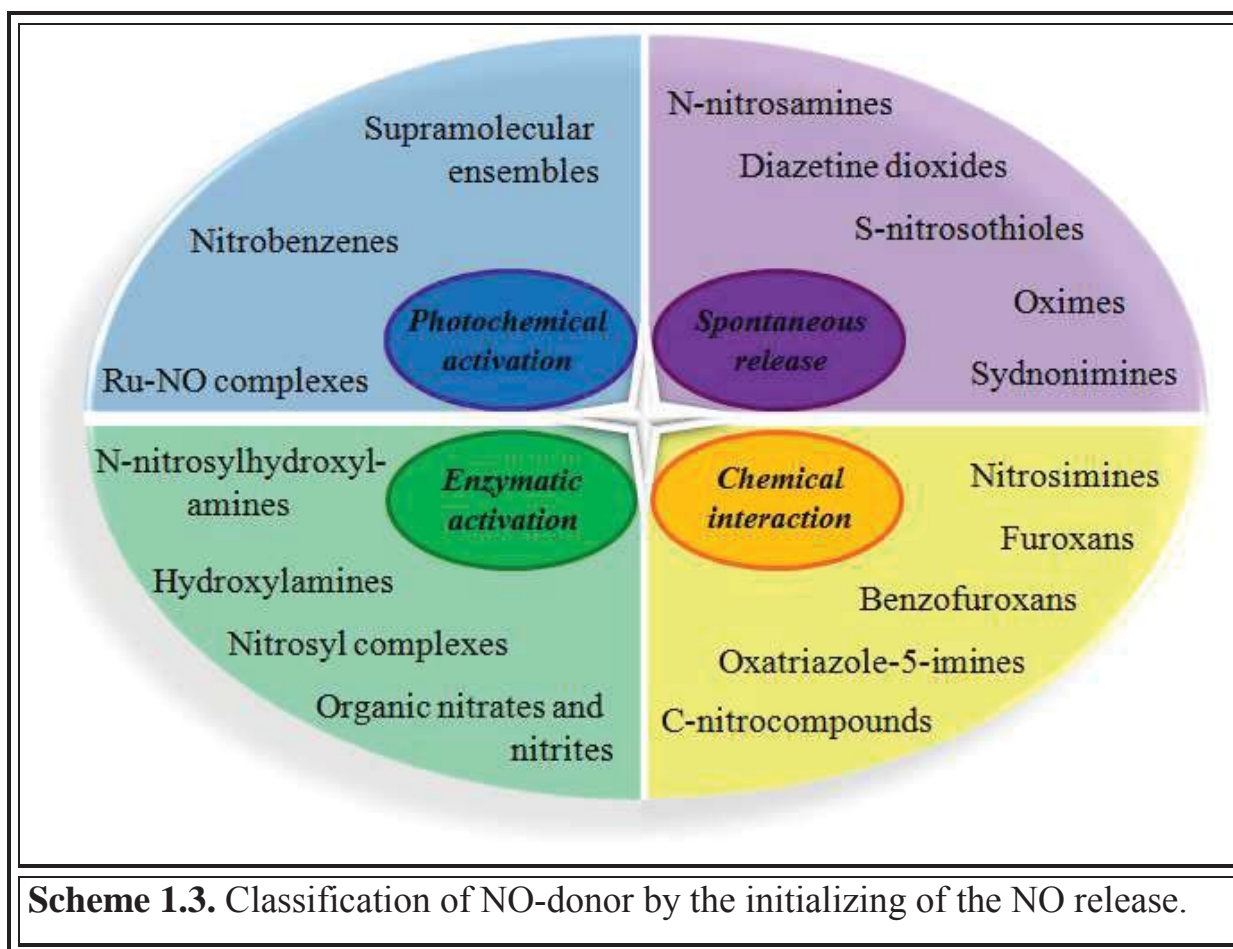 Supramolecular
ensembles
Nitrobenzenes
Ru-NO complexes
Photochemical
activation
N-nitrosamines
Diazetine dioxides
S-nitrosothioles
Oximes
Sydnonimines
Spontaneous
release
N-nitrosylhydroxyl-
amines
Hydroxylamines
Nitrosyl complexes
Organic nitrates and
nitrites
Enzymatic
activation
Chemical
interaction
Nitrosimines
Furoxans
Benzofuroxans
Oxatriazole-5-imines
C-nitrocompounds
Scheme 1.3. Classification of NO-donor by the initializing of the NO release.